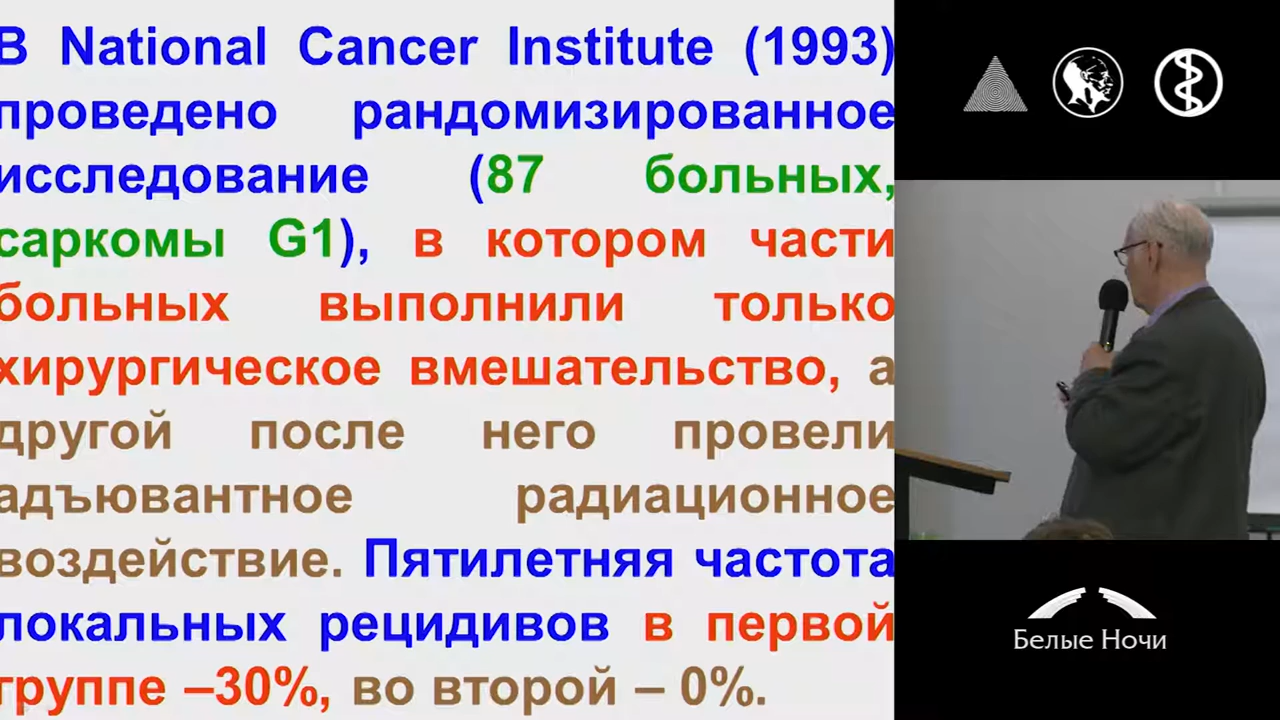 В National Cancer Institute (1993)
проведено рандомизированное
исследование (87 больных,
саркомы G1), в котором части
больных выполнили только
хирургическое вмешательство, а
другой после него провели
адъювантное радиационное
воздействие. Пятилетняя частота
локальных рецидивов в первой
группе –30%, во второй – 0%.
Белые Ночи